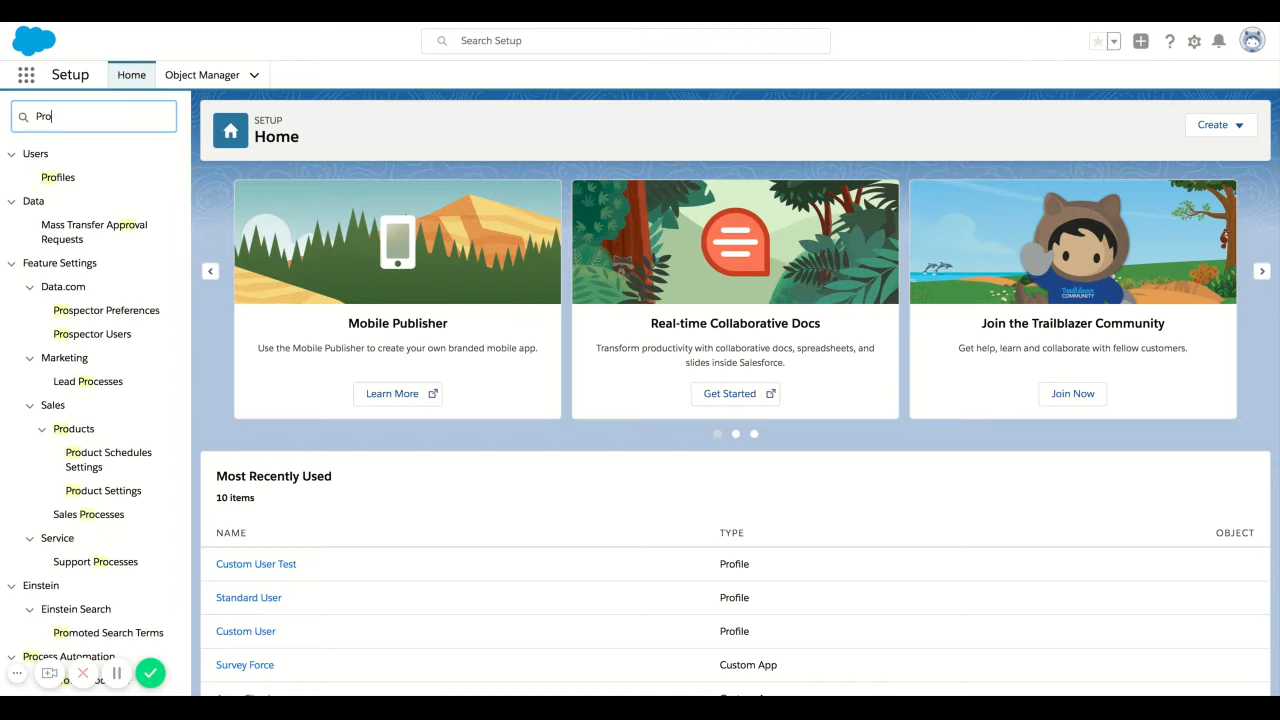 Search Setup
Setup
Home
Object Manager
Pro
Users
Profiles
Data
Mass Transfer Approval
Requests
Feature Settings
Data.com
Prospector Preferences
Prospector Users
Marketing
Lead Processes
Sales
Products
Product Schedules
Settings
Product Settings
Sales Processes
Service
Support Processes
Einstein
Einstein Search
Promoted Search Terms
Process Automation
SETUP
Home
Create
Mobile Publisher
Use the Mobile Publisher to create your own branded mobile app.
Learn More
Real-time Collaborative Docs
Transform productivity with collaborative docs, spreadsheets, and
slides inside Salesforce.
Get Started
TRAILBLAZER
COMMUNITY
Join the Trailblazer Community
Get help, learn and collaborate with fellow customers.
Join Now
Most Recently Used
10 items
NAME TYPE OBJECT
Custom User Test Profile
Standard User Profile
Custom User Profile
Survey Force Custom App